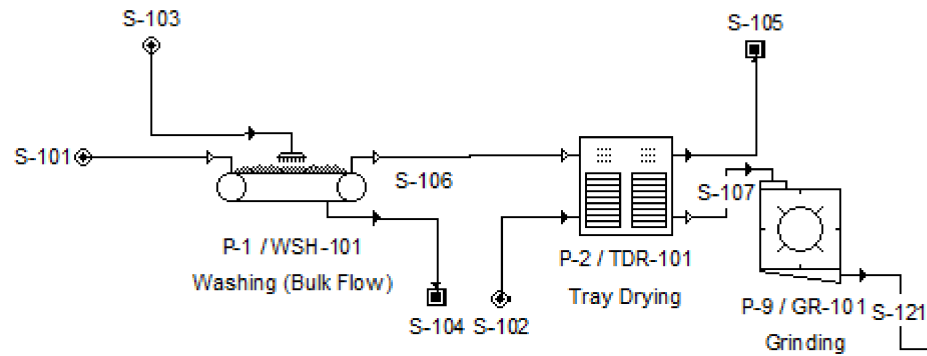 S-103
S-105
S-101
S-106
S-107
P-1 / WSH-101
Washing (Bulk Flow)
P-2 / TDR-101
Tray Drying
S-104
S-102
P-9 / GR-101
Grinding
S-121